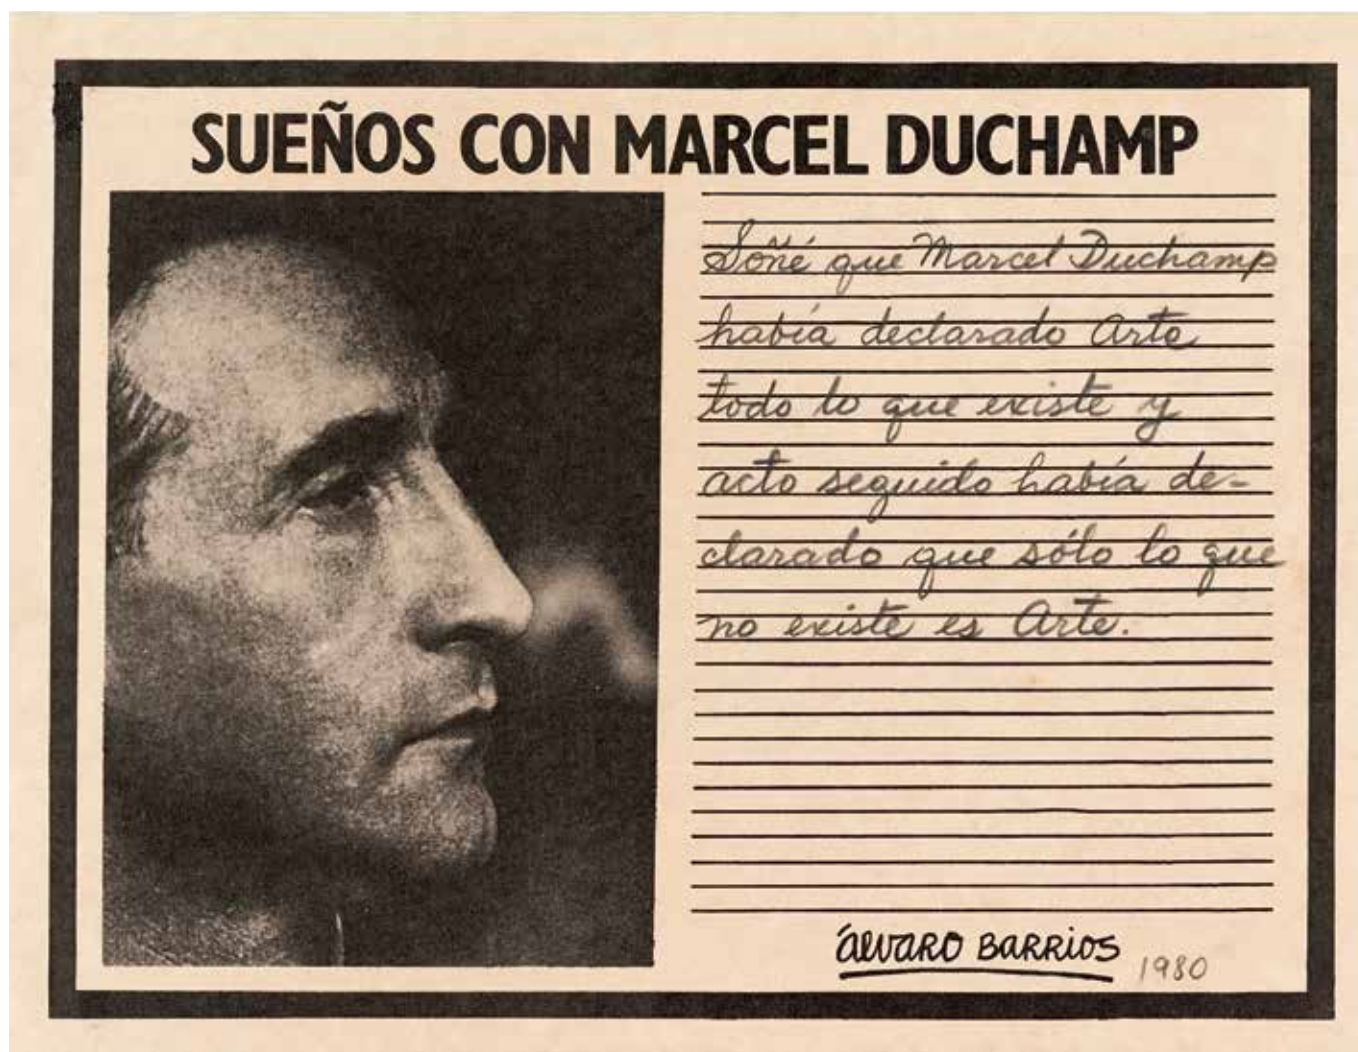 SUEÑOS CON MARCEL DUCHAMP
Soñé que Marcel Duchamp
había declarado Arte
todo lo que existe y
acto seguido había de-
clarado que sólo lo que
no existe es Arte.
álvaro Barrios
1980